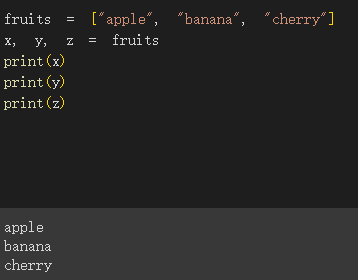 fruits = ["apple", "banana", "cherry"]
x, y, z = fruits
print(x)
print(y)
print(z)
apple
banana
cherry